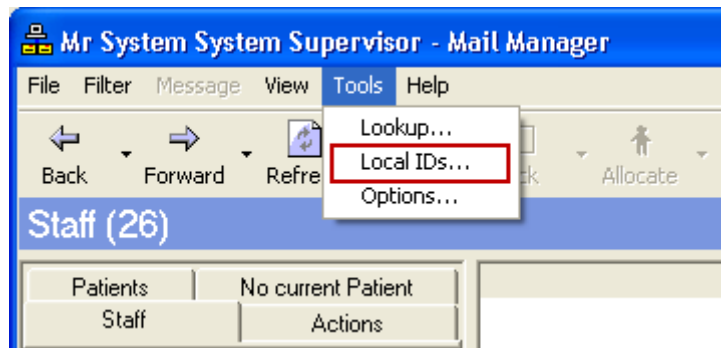 Mr System System Supervisor - Mail Manager
File Filter Message View Tools Help
Lookup...
Local IDs...
Options...
Back Forward Allocate
Staff (26)
Patients No current Patient
Staff Actions